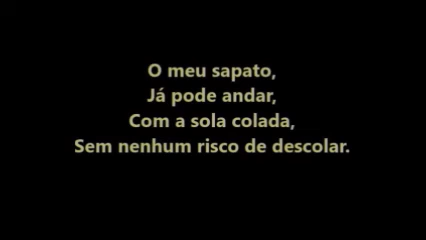 O meu sapato,
Já pode andar,
Com a sola colada,
Sem nenhum risco de descolar.